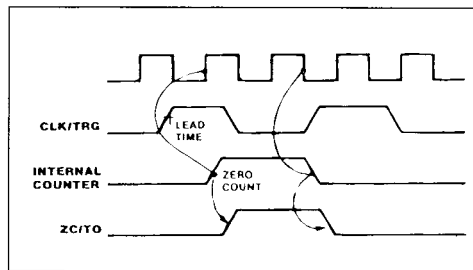 CLK/TRG
LEAD
TIME
INTERNAL
COUNTER
ZERO
COUNT
ZC/TO